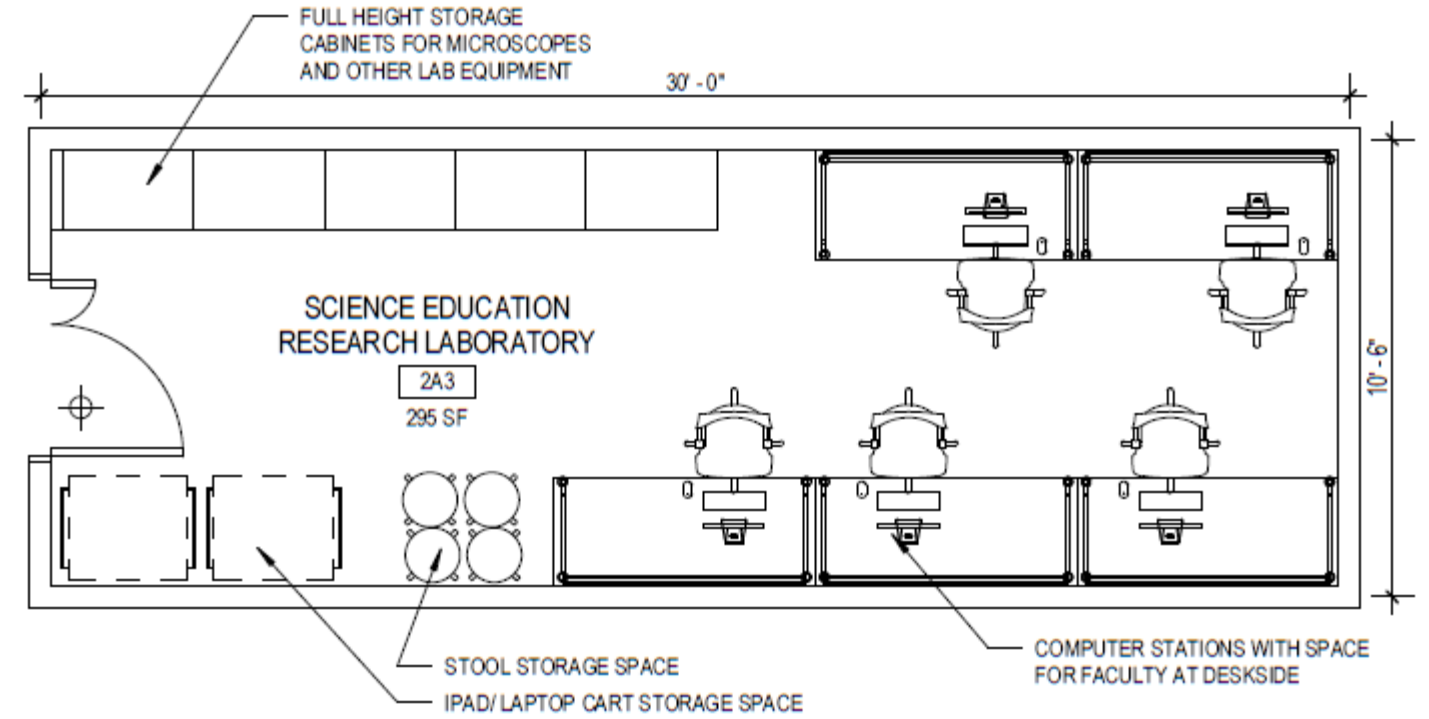 FULL HEIGHT STORAGE
CABINETS FOR MICROSCOPES
AND OTHER LAB EQUIPMENT
30' - 0"
SCIENCE EDUCATION
RESEARCH LABORATORY
2A3
295 SF
10' - 6"
STOOL STORAGE SPACE
IPAD/ LAPTOP CART STORAGE SPACE
COMPUTER STATIONS WITH SPACE
FOR FACULTY AT DESKSIDE